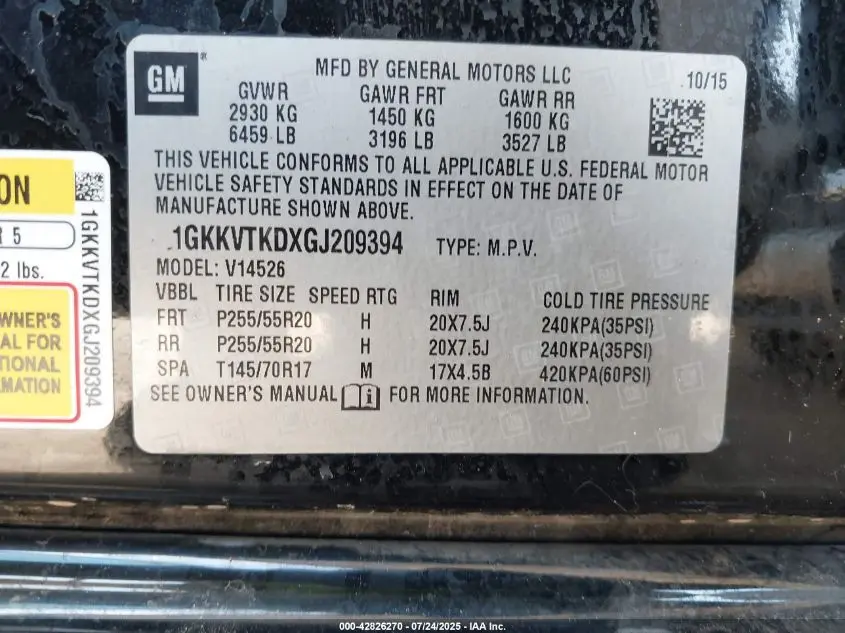 GM
MFD BY GENERAL MOTORS LLC
10/15
GVWR GAWR FRT GAWR RR
2930 KG 1450 KG 1600 KG
6459 LB 3196 LB 3527 LB
THIS VEHICLE CONFORMS TO ALL APPLICABLE U.S. FEDERAL MOTOR
VEHICLE SAFETY STANDARDS IN EFFECT ON THE DATE OF
MANUFACTURE SHOWN ABOVE.
1GKKVTKDXGJ209394 TYPE: M.P.V.
MODEL: V14526
VBBL TIRE SIZE SPEED RTG RIM COLD TIRE PRESSURE
FRT P255/55R20 H 20X7.5J 240KPA(35PSI)
RR P255/55R20 H 20X7.5J 240KPA(35PSI)
SPA T145/70R17 M 17X4.5B 420KPA(60PSI)
SEE OWNER'S MANUAL i FOR MORE INFORMATION.
ON
R 5
2 lbs.
WNER'S
AL FOR
TIONAL
MATION
1GKKVTKDXGJ209394
000-42826270 - 07/24/2025 - IAA Inc.